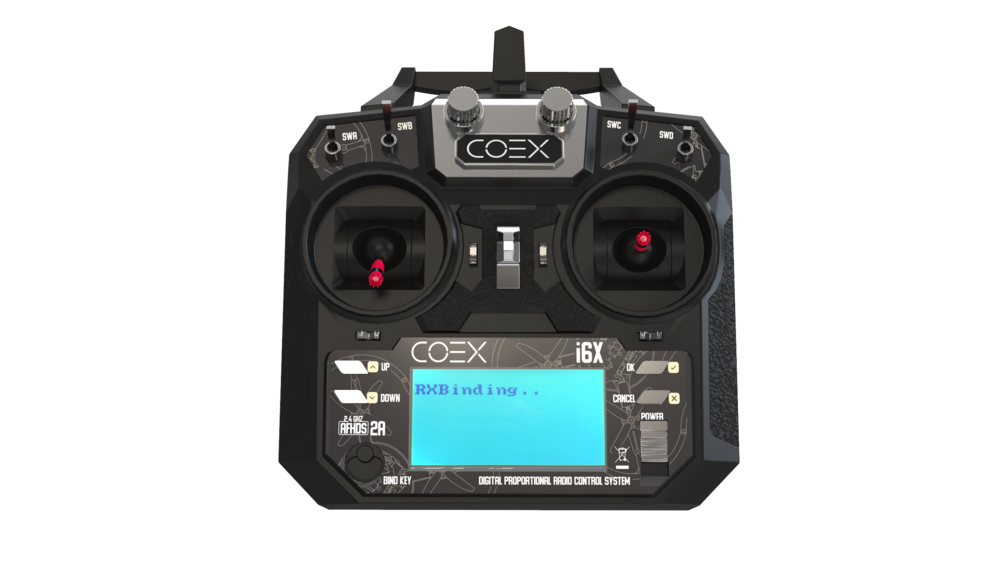 SWA
SWB
SWC
SWD
COEX
COEX
i6X
UP
DOWN
OK
CANCEL
RXBinding..
2.4 GHZ
AFHDS 2A
POWER
BIND KEY
DIGITAL PROPORTIONAL RADIO CONTROL SYSTEM